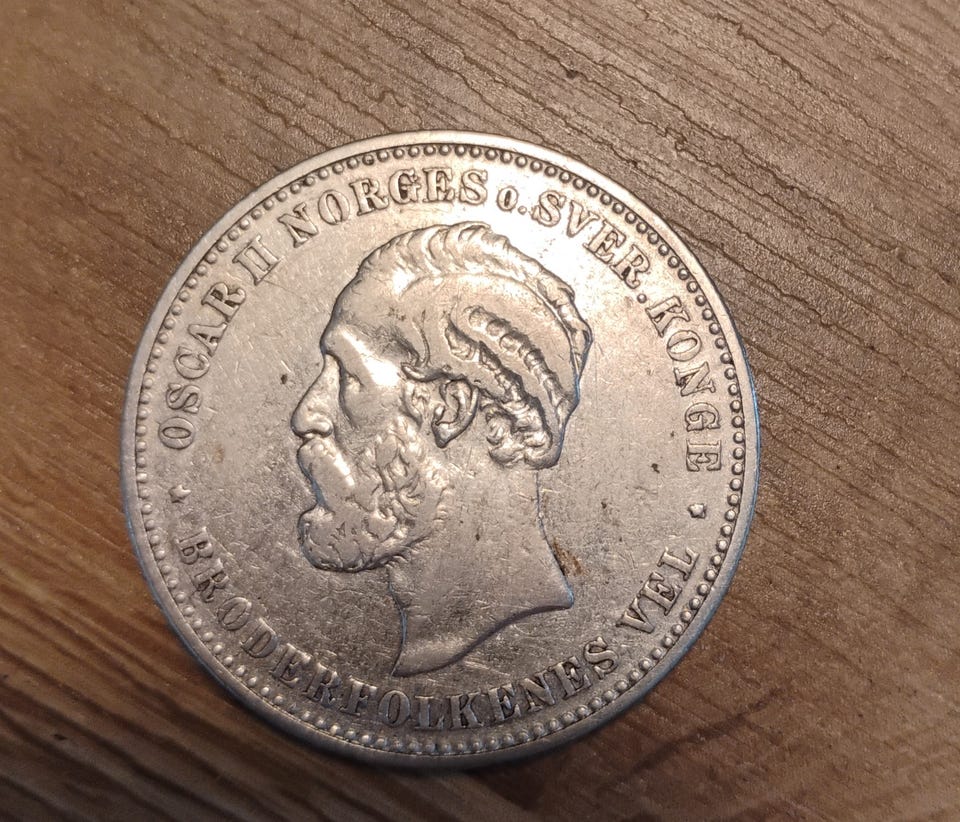 OSCAR II NORGES o. SVER. KONGE
BRODERFOLKENES VEL